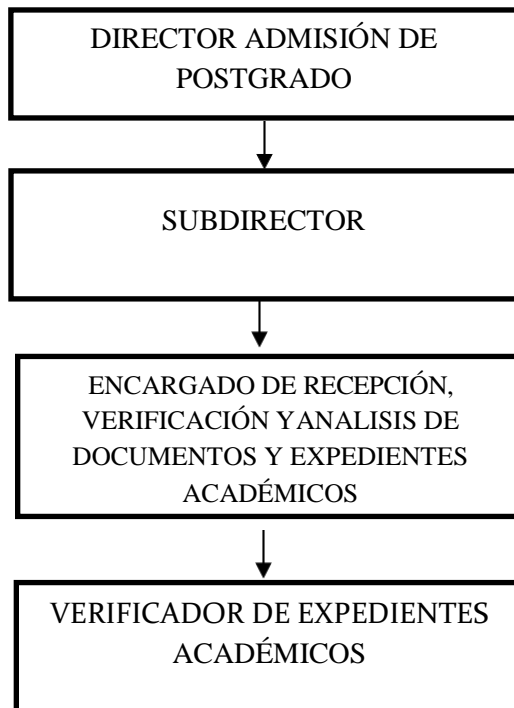 DIRECTOR ADMISIÓN DE
POSTGRADO
SUBDIRECTOR
ENCARGADO DE RECEPCIÓN,
VERIFICACIÓN YANALISIS DE
DOCUMENTOS Y EXPEDIENTES
ACADÉMICOS
VERIFICADOR DE EXPEDIENTES
ACADÉMICOS